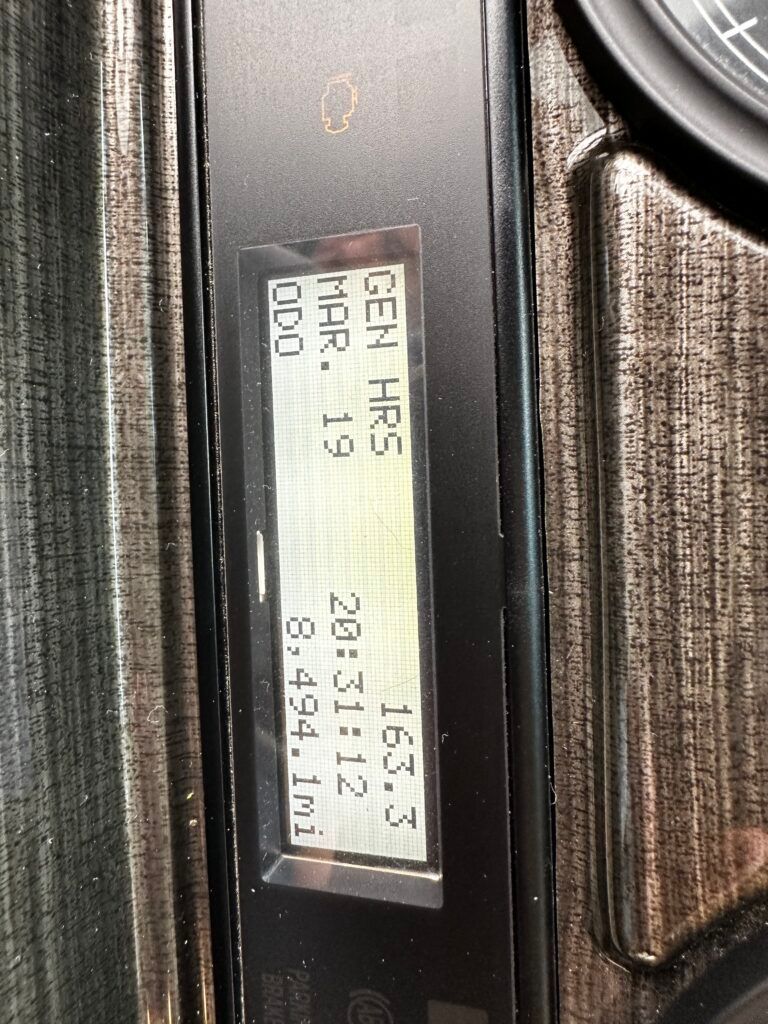 GEN HRS 163.3
MAR. 19 20:31:12
ODO 8,494.1mi